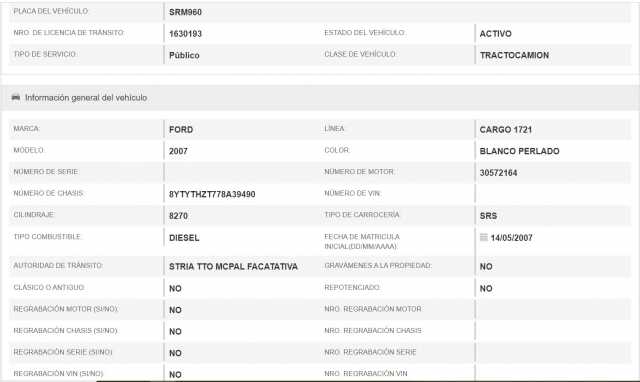 PLACA DEL VEHÍCULO: SRM960
NRO. DE LICENCIA DE TRÁNSITO: 1630193 ESTADO DEL VEHÍCULO: ACTIVO
TIPO DE SERVICIO: Público CLASE DE VEHÍCULO: TRACTOCAMION
Información general del vehículo
MARCA: FORD LÍNEA: CARGO 1721
MODELO: 2007 COLOR: BLANCO PERLADO
NÚMERO DE SERIE: NÚMERO DE MOTOR: 30572164
NÚMERO DE CHASIS: 8YTYTHZT778A39490 NÚMERO DE VIN:
CILINDRAJE: 8270 TIPO DE CARROCERÍA: SRS
TIPO COMBUSTIBLE: DIESEL FECHA DE MATRICULA INICIAL(DD/MM/AAAA): 14/05/2007
AUTORIDAD DE TRÁNSITO: STRIA TTO MCPAL FACATATIVA GRAVÁMENES A LA PROPIEDAD: NO
CLÁSICO O ANTIGUO: NO REPOTENCIADO: NO
REGRABACIÓN MOTOR (SI/NO): NO NRO. REGRABACIÓN MOTOR
REGRABACIÓN CHASIS (SI/NO): NO NRO. REGRABACIÓN CHASIS
REGRABACIÓN SERIE (SI/NO): NO NRO. REGRABACIÓN SERIE
REGRABACIÓN VIN (SI/NO): NO NRO. REGRABACIÓN VIN